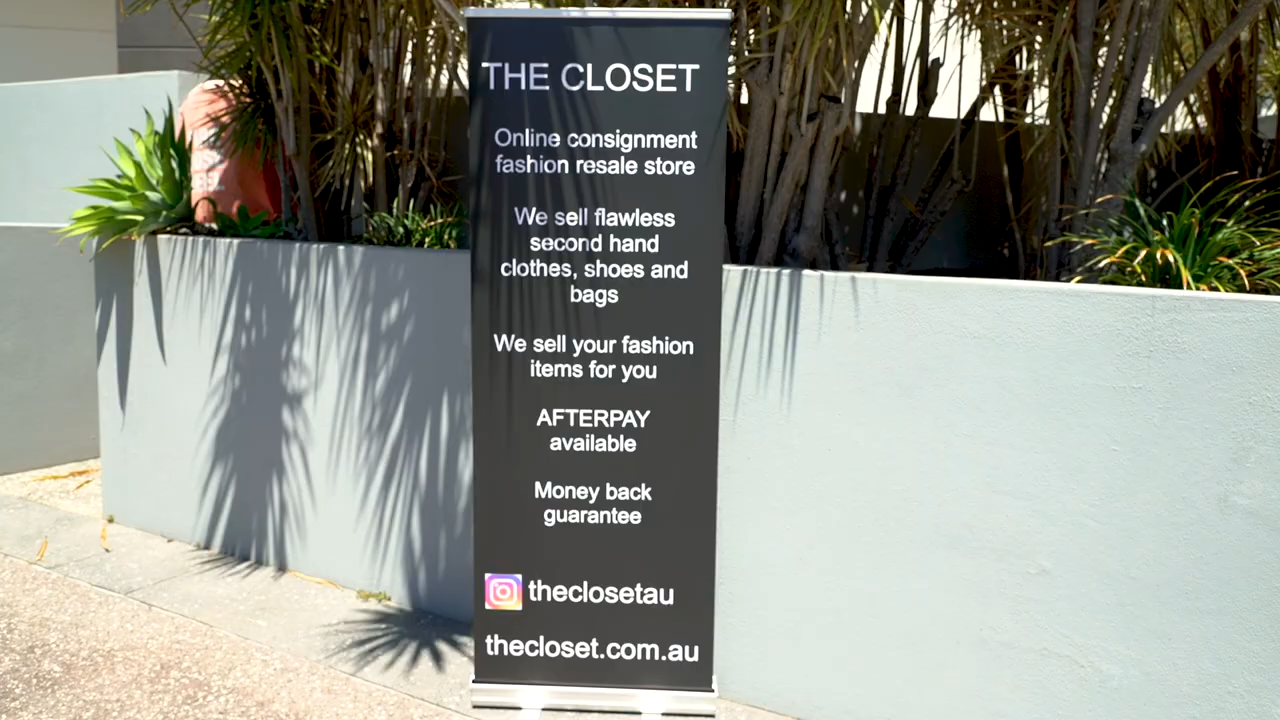 THE CLOSET
Online consignment
fashion resale store
We sell flawless
second hand
clothes, shoes and
bags
We sell your fashion
items for you
AFTERPAY
available
Money back
guarantee
theclosetau
thecloset.com.au